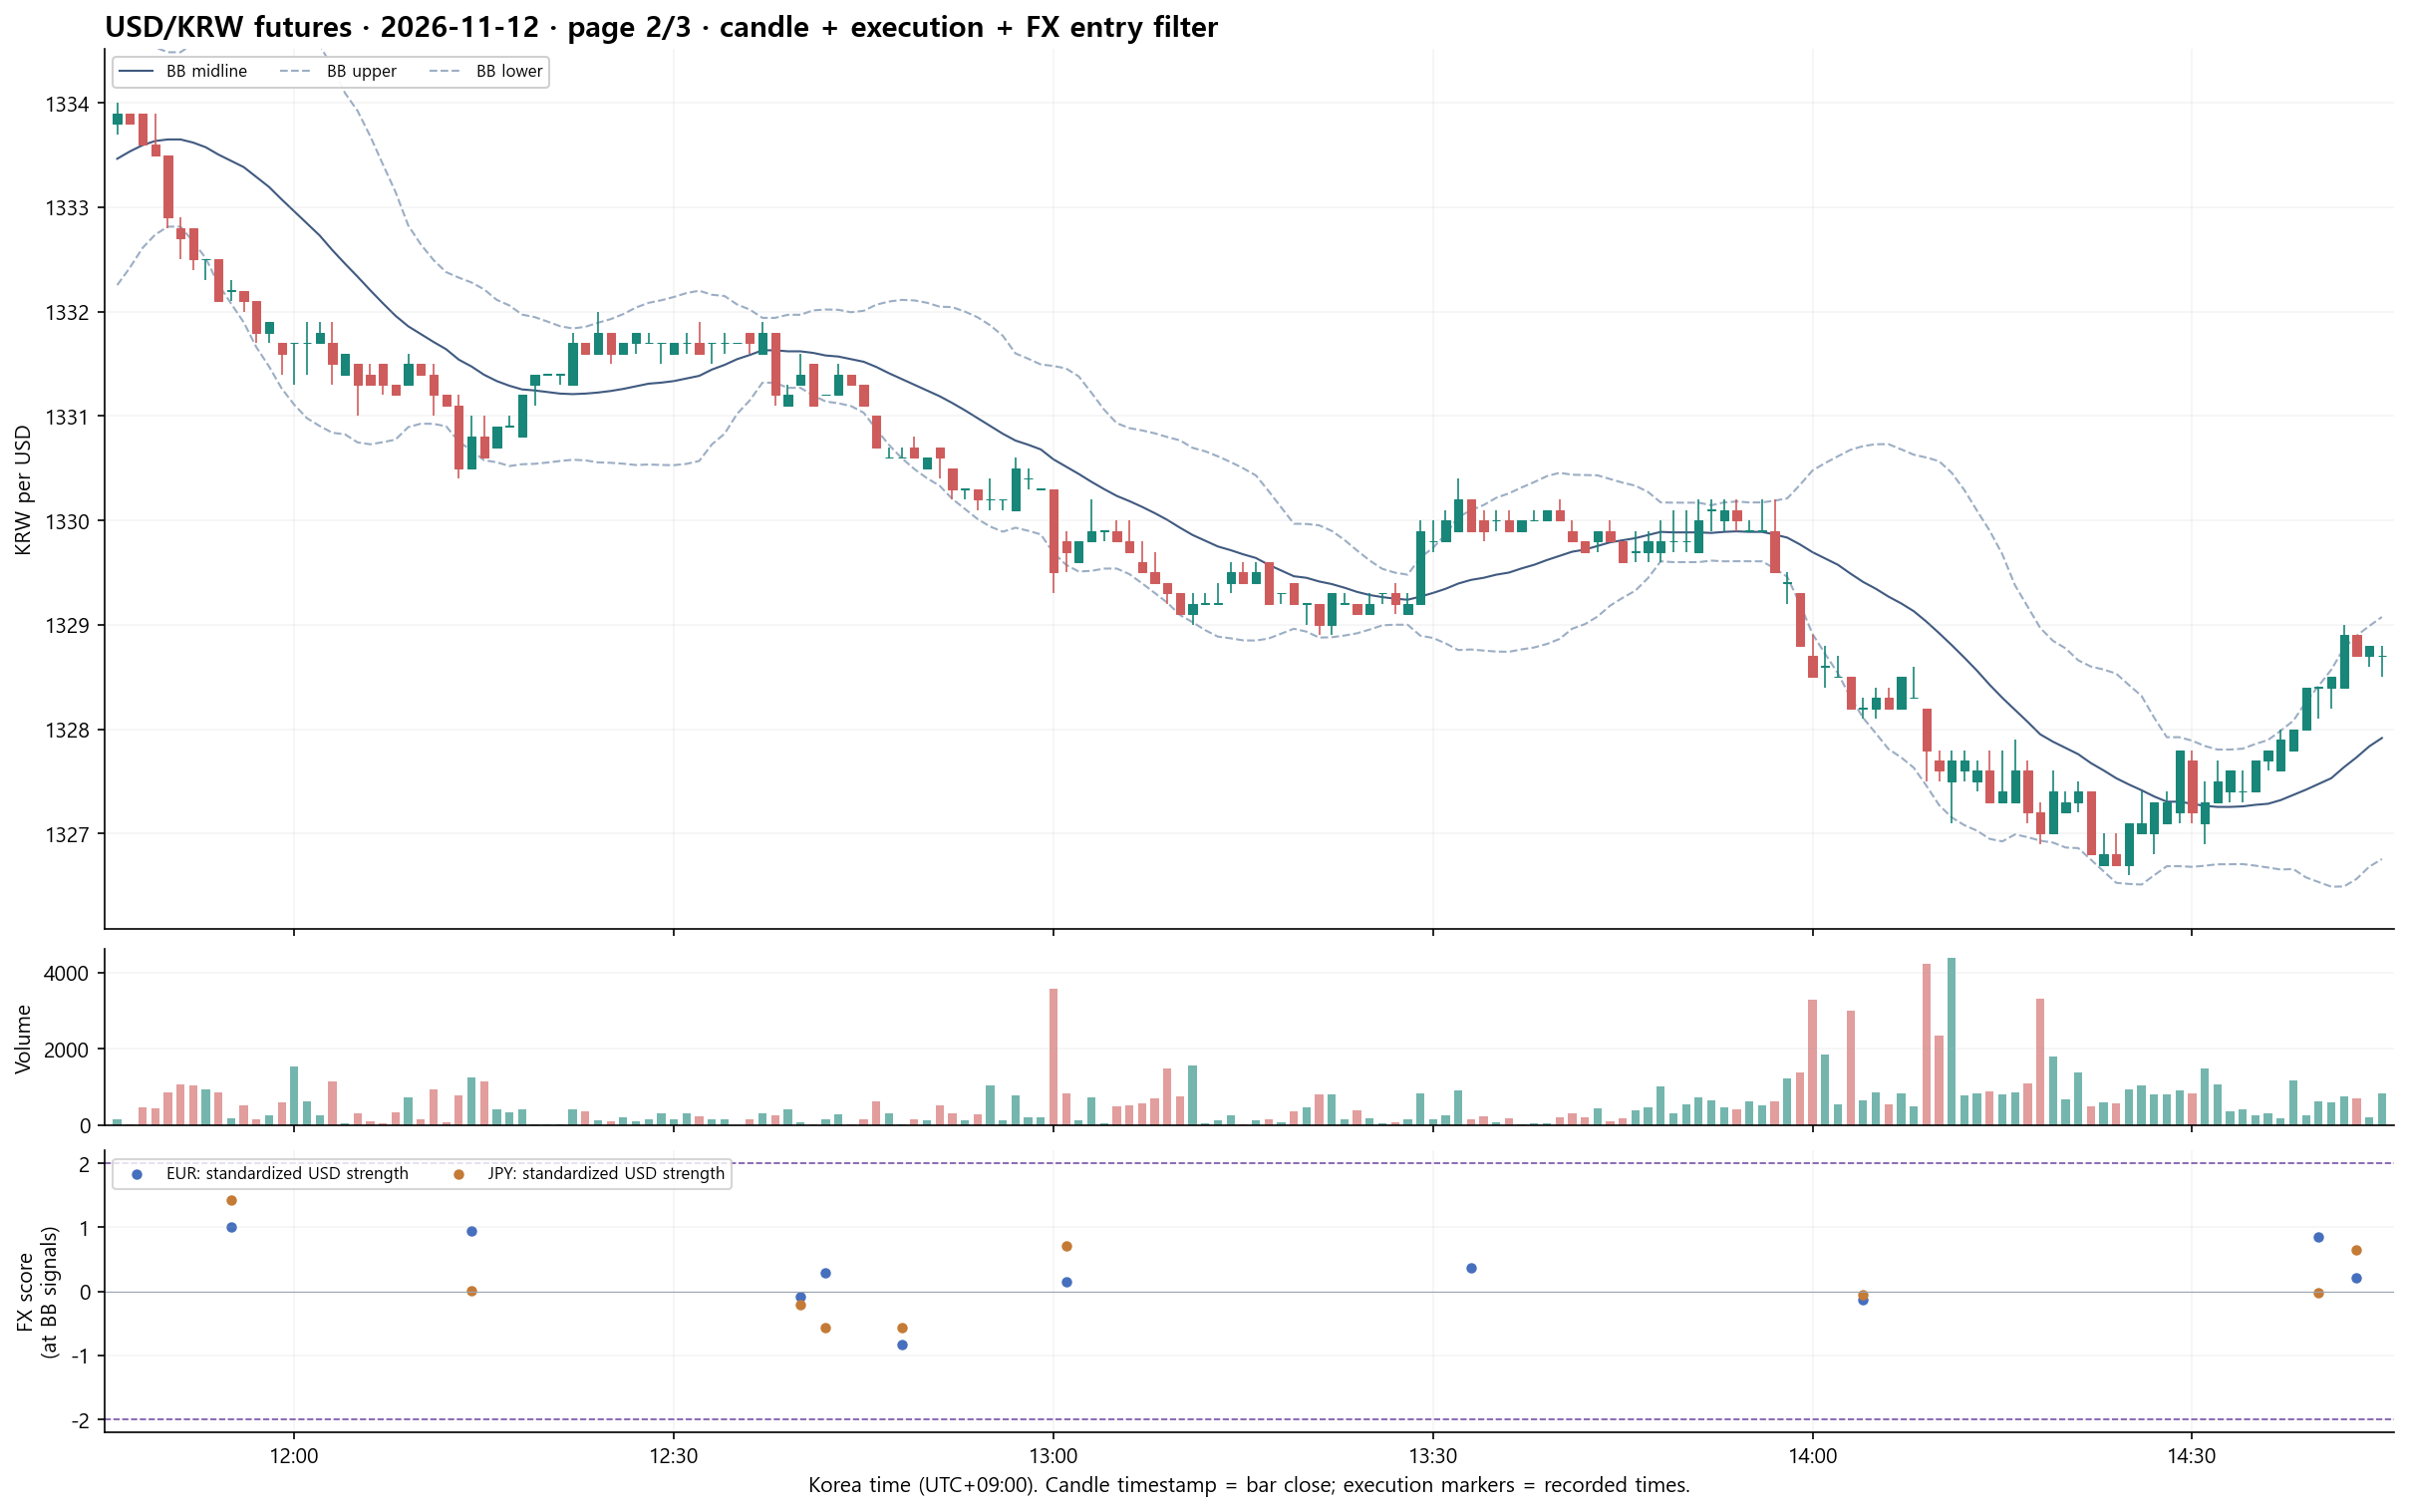 USD/KRW futures · 2026-11-12 · page 2/3 · candle + execution + FX entry filter
BB midline
BB upper
BB lower
1334
1333
1332
1331
1330
1329
1328
1327
KRW per USD
4000
2000
0
Volume
EUR: standardized USD strength
JPY: standardized USD strength
2
1
0
-1
-2
FX score
(at BB signals)
12:00
12:30
13:00
13:30
14:00
14:30
Korea time (UTC+09:00). Candle timestamp = bar close; execution markers = recorded times.